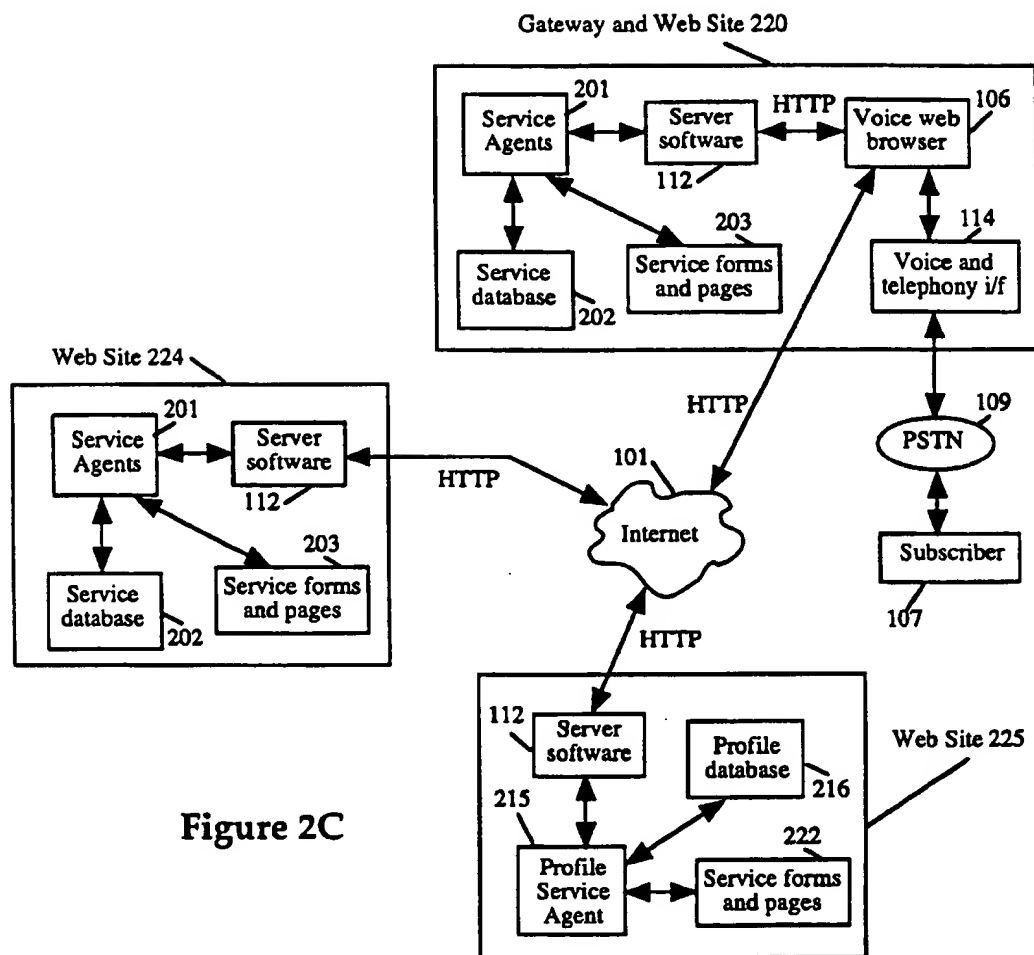 Gateway and Web Site 220
201
Service
Agents
Server
software
112
HTTP
Voice web
browser
106
114
Voice and
telephony i/f
203
Service forms
and pages
Service
database
202
Web Site 224
201
Service
Agents
Server
software
112
HTTP
203
Service forms
and pages
Service
database
202
HTTP
101
Internet
109
PSTN
Subscriber
107
HTTP
112
Server
software
Profile
database
216
Web Site 225
215
Profile
Service
Agent
222
Service forms
and pages
Figure 2C